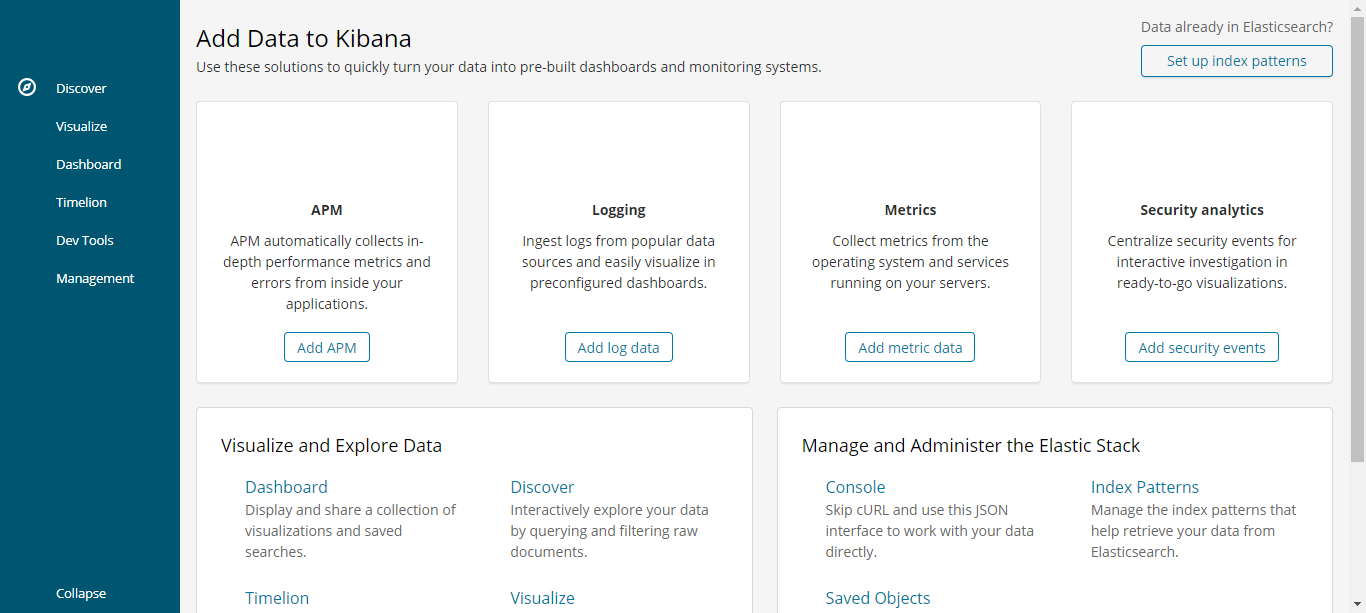 Discover
Visualize
Dashboard
Timelion
Dev Tools
Management
Collapse
Add Data to Kibana
Use these solutions to quickly turn your data into pre-built dashboards and monitoring systems.
Data already in Elasticsearch?
Set up index patterns
APM
APM automatically collects in-
depth performance metrics and
errors from inside your
applications.
Add APM
Logging
Ingest logs from popular data
sources and easily visualize in
preconfigured dashboards.
Add log data
Metrics
Collect metrics from the
operating system and services
running on your servers.
Add metric data
Security analytics
Centralize security events for
interactive investigation in
ready-to-go visualizations.
Add security events
Visualize and Explore Data
Dashboard
Display and share a collection of
visualizations and saved
searches.
Discover
Interactively explore your data
by querying and filtering raw
documents.
Timelion
Visualize
Manage and Administer the Elastic Stack
Console
Skip cURL and use this JSON
interface to work with your data
directly.
Index Patterns
Manage the index patterns that
help retrieve your data from
Elasticsearch.
Saved Objects